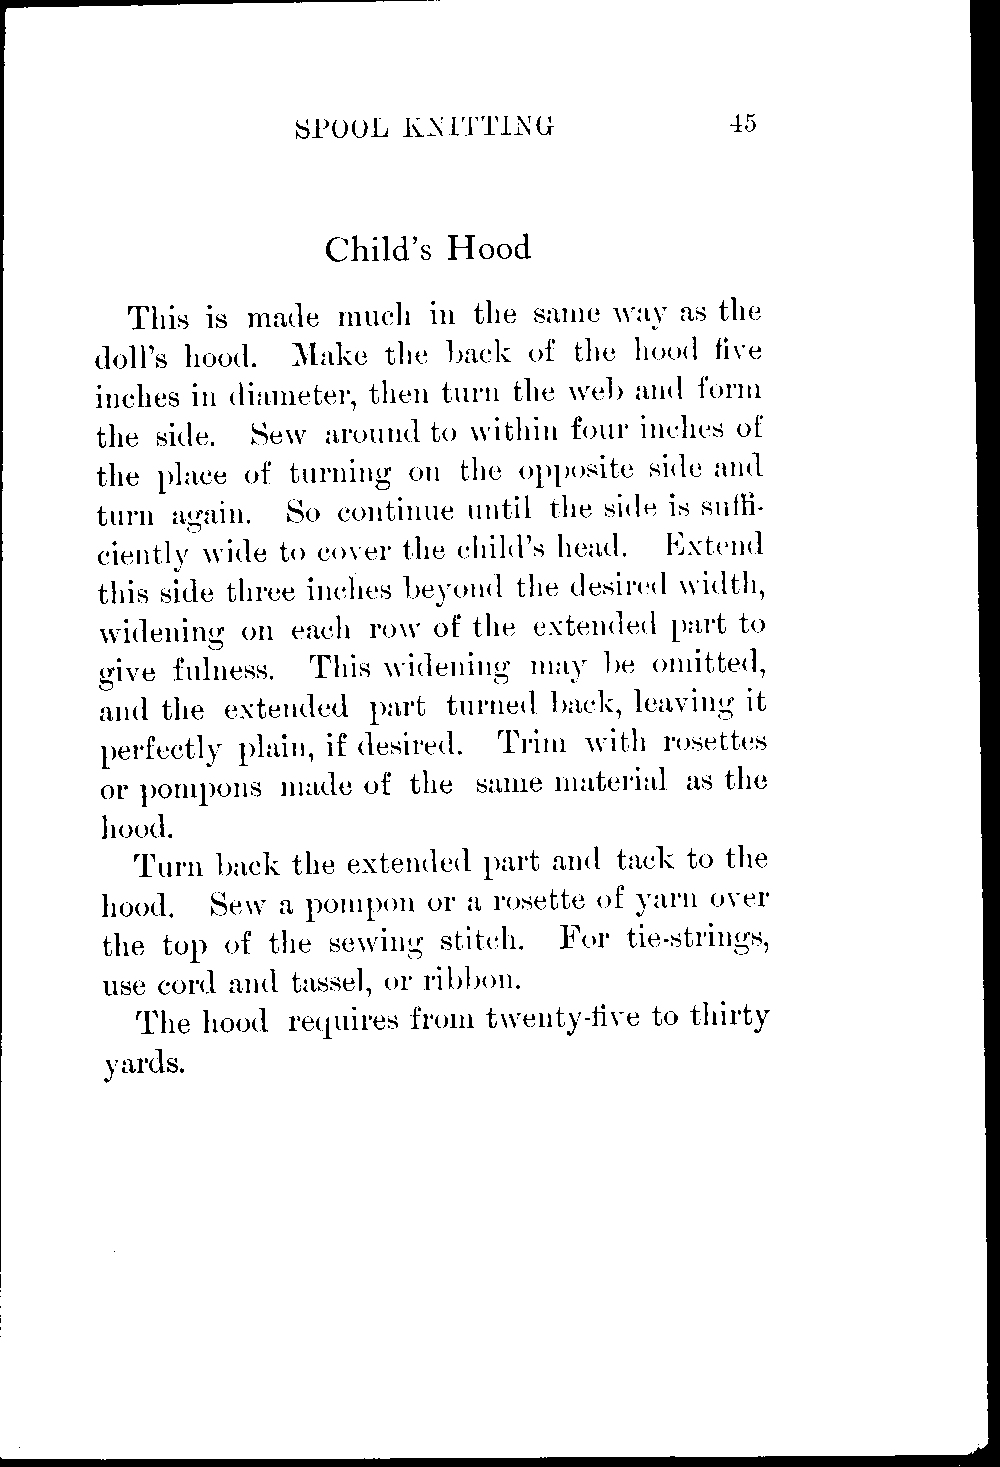 SPOOL KNITTING 45
Child's Hood
This is made much in the same way as the
doll's hood. Make the back of the hood five
inches in diameter, then turn the web and form
the side. Sew around to within four inches of
the place of turning on the opposite side and
turn again. So continue until the side is suffi-
ciently wide to cover the child's head. Extend
this side three inches beyond the desired width,
widening on each row of the extended part to
give fulness. This widening may be omitted,
and the extended part turned back, leaving it
perfectly plain, if desired. Trim with rosettes
or pompons made of the same material as the
hood.
Turn back the extended part and tack to the
hood. Sew a pompon or a rosette of yarn over
the top of the sewing stitch. For tie-strings,
use cord and tassel, or ribbon.
The hood requires from twenty-five to thirty
yards.